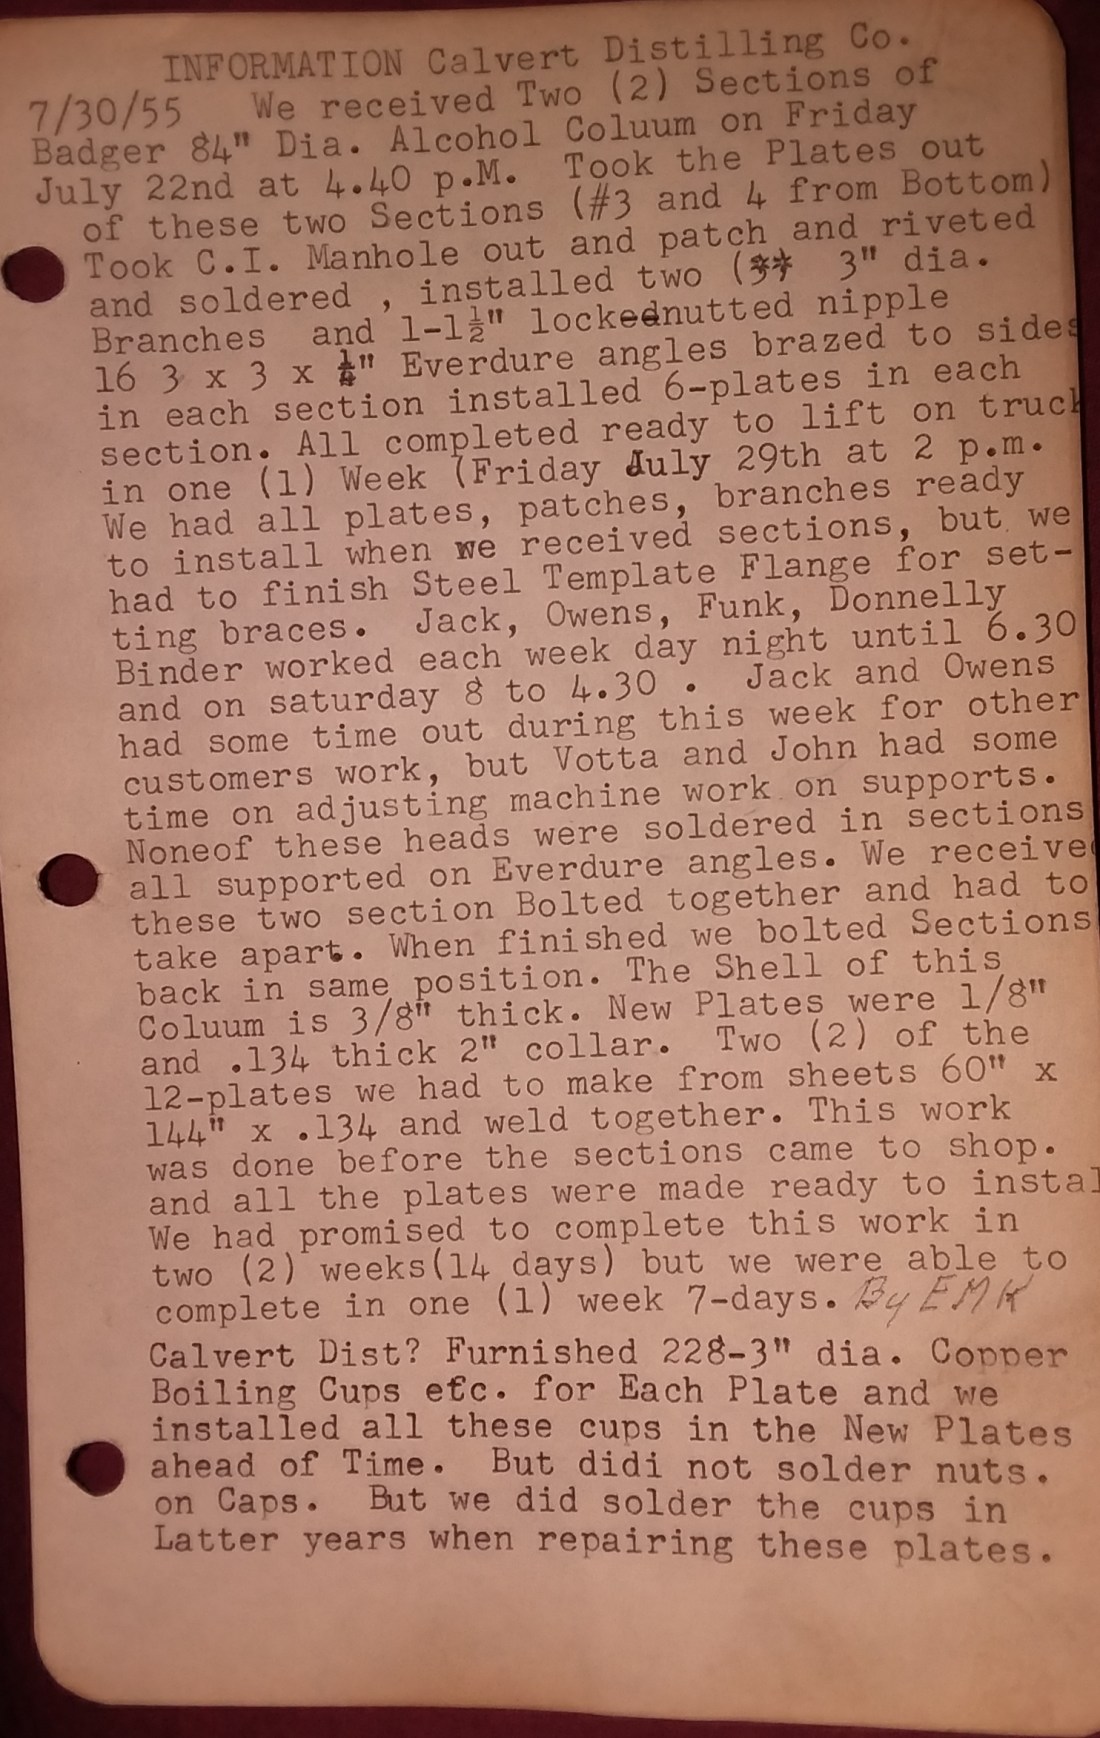 INFORMATION Calvert Distilling Co.
7/30/55 We received Two (2) Sections of
Badger 84" Dia. Alcohol Coluum on Friday
July 22nd at 4.40 p.M. Took the Plates out
of these two Sections (#3 and 4 from Bottom)
Took C.I. Manhole out and patch and riveted
and soldered , installed two (** 3" dia.
Branches and 1-1½" lockednutted nipple
16 3 x 3 x ¼" Everdure angles brazed to sides
in each section installed 6-plates in each
section. All completed ready to lift on truck
in one (1) Week (Friday July 29th at 2 p.m.
We had all plates, patches, branches ready
to install when we received sections, but we
had to finish Steel Template Flange for set-
ting braces. Jack, Owens, Funk, Donnelly
Binder worked each week day night until 6.30
and on saturday 8 to 4.30 . Jack and Owens
had some time out during this week for other
customers work, but Votta and John had some
time on adjusting machine work on supports.
Noneof these heads were soldered in sections
all supported on Everdure angles. We receive
these two section Bolted together and had to
take apart. When finished we bolted Sections
back in same position. The Shell of this
Coluum is 3/8" thick. New Plates were 1/8"
and .134 thick 2" collar. Two (2) of the
12-plates we had to make from sheets 60" x
144" x .134 and weld together. This work
was done before the sections came to shop.
and all the plates were made ready to instal
We had promised to complete this work in
two (2) weeks(14 days) but we were able to
complete in one (1) week 7-days. By EMK
Calvert Dist? Furnished 228-3" dia. Copper
Boiling Cups etc. for Each Plate and we
installed all these cups in the New Plates
ahead of Time. But didi not solder nuts.
on Caps. But we did solder the cups in
Latter years when repairing these plates.